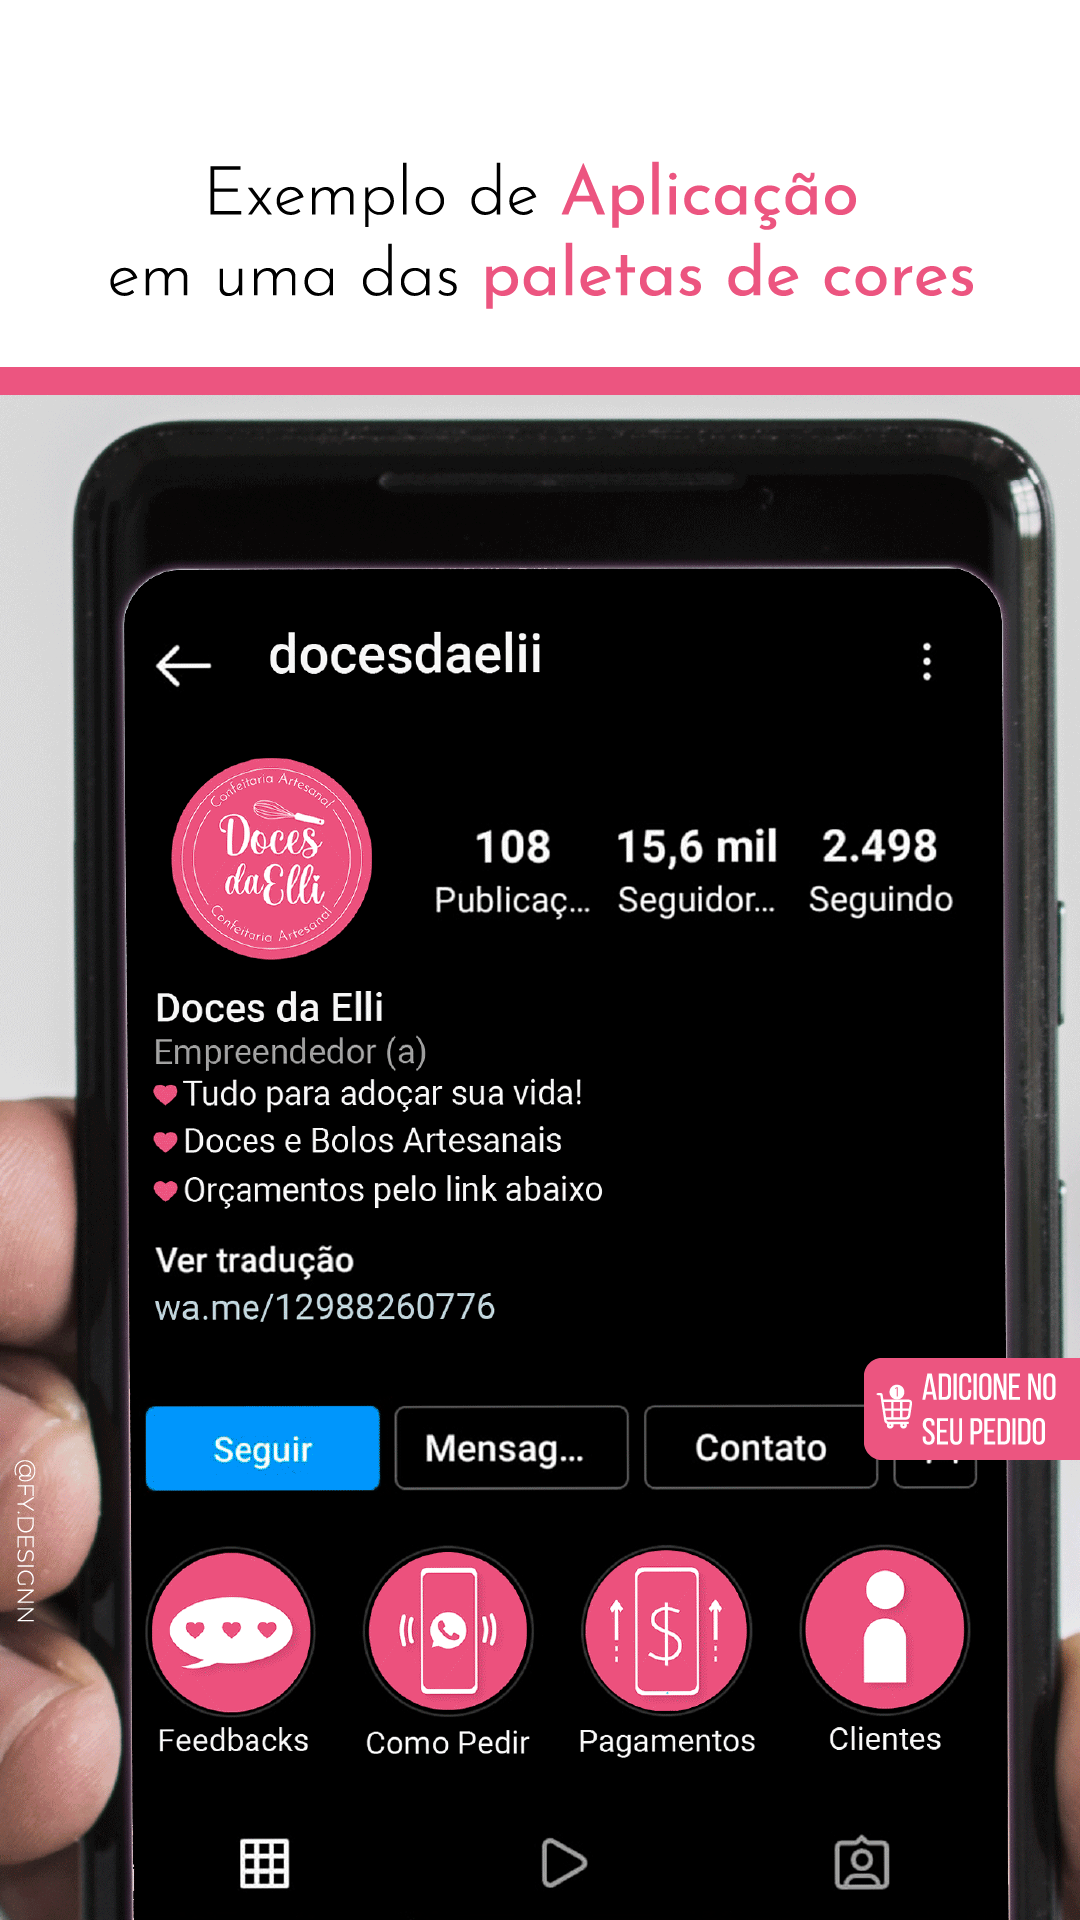 Exemplo de Aplicação
em uma das paletas de cores
docesdaelii
Confeitaria Artesanal
Doces
da Elli
Confeitaria Artesanal
108
15,6 mil
2.498
Publicaç...
Seguidor...
Seguindo
Doces da Elli
Empreendedor (a)
Tudo para adoçar sua vida!
Doces e Bolos Artesanais
Orçamentos pelo link abaixo
Ver tradução
wa.me/12988260776
1
ADICIONE NO
SEU PEDIDO
Seguir
Mensag...
Contato
@FY.DESIGNN
$
Feedbacks
Como Pedir
Pagamentos
Clientes